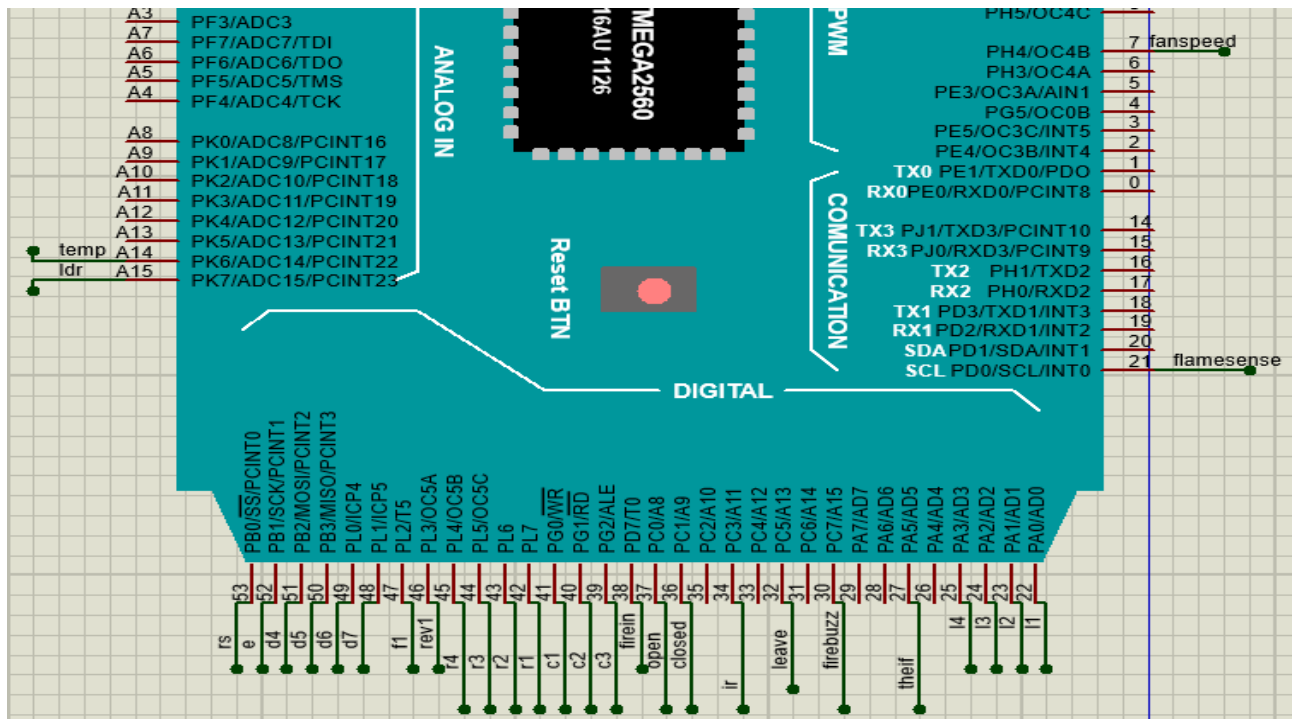 A3
PF3/ADC3
A7
PF7/ADC7/TDI
A6
PF6/ADC6/TDO
A5
PF5/ADC5/TMS
A4
PF4/ADC4/TCK
A8
PK0/ADC8/PCINT16
A9
PK1/ADC9/PCINT17
A10
PK2/ADC10/PCINT18
A11
PK3/ADC11/PCINT19
A12
PK4/ADC12/PCINT20
A13
PK5/ADC13/PCINT21
temp
A14
PK6/ADC14/PCINT22
ldr
A15
PK7/ADC15/PCINT23
ANALOG IN
MEGA2560
16AU 1126
Reset BTN
PWM
COMUNICATION
PH5/OC4C
PH4/OC4B
7
fanspeed
PH3/OC4A
6
PE3/OC3A/AIN1
5
PG5/OC0B
4
PE5/OC3C/INT5
3
PE4/OC3B/INT4
2
TX0 PE1/TXD0/PDO
1
RX0PE0/RXD0/PCINT8
0
TX3 PJ1/TXD3/PCINT10
14
RX3PJ0/RXD3/PCINT9
15
TX2 PH1/TXD2
16
RX2 PH0/RXD2
17
TX1 PD3/TXD1/INT3
18
RX1PD2/RXD1/INT2
19
SDAPD1/SDA/INT1
20
SCL PD0/SCL/INT0
21
flamesense
DIGITAL
PB0/SS/PCINT0
PB1/SCK/PCINT1
PB2/MOSI/PCINT2
PB3/MISO/PCINT3
PL0/ICP4
PL1/ICP5
PL2/T5
PL3/OC5A
PL4/OC5B
PL5/OC5C
PL6
PL7
PG0/WR
PG1/RD
PG2/ALE
PD7/T0
PC0/A8
PC1/A9
PC2/A10
PC3/A11
PC4/A12
PC5/A13
PC6/A14
PC7/A15
PA7/AD7
PA6/AD6
PA5/AD5
PA4/AD4
PA3/AD3
PA2/AD2
PA1/AD1
PA0/AD0
53
52
51
50
49
48
47
46
45
44
43
42
41
40
39
38
37
36
35
34
33
32
31
30
29
28
27
26
25
24
23
22
rs
e
d4
d5
d6
d7
f1
rev1
r4
r3
r2
r1
c1
c2
c3
firein
open
closed
ir
leave
firebuzz
theif
l4
l3
l2
l1